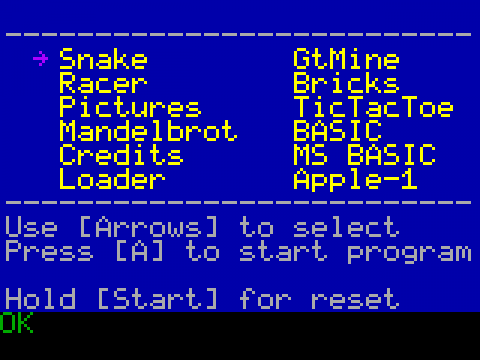 → Snake GtMine
Racer Bricks
Pictures TicTacToe
Mandelbrot BASIC
Credits MS BASIC
Loader Apple-1
Use [Arrows] to select
Press [A] to start program
Hold [Start] for reset
OK